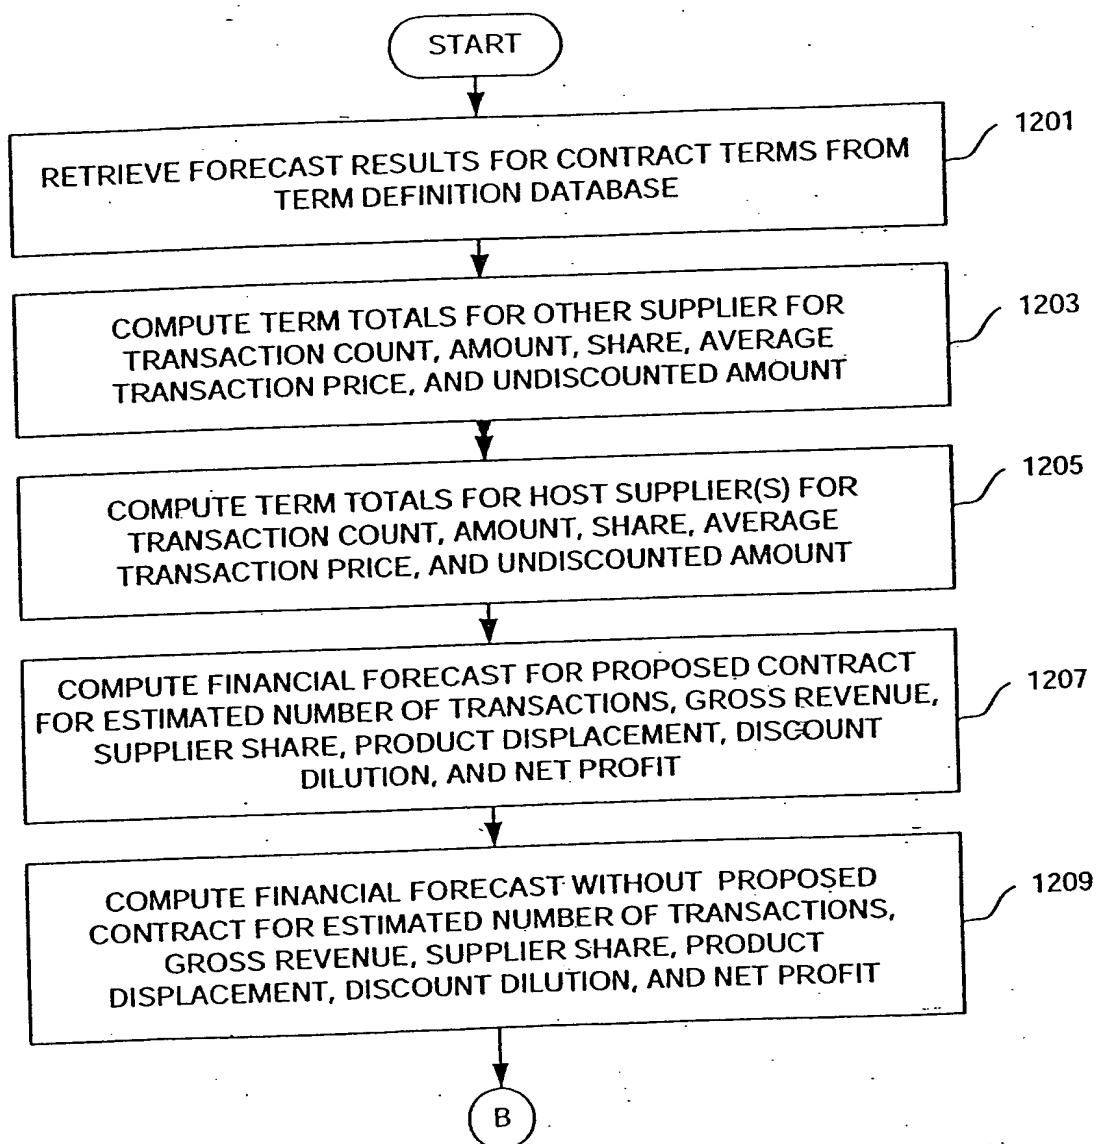 START
RETRIEVE FORECAST RESULTS FOR CONTRACT TERMS FROM
TERM DEFINITION DATABASE
1201
COMPUTE TERM TOTALS FOR OTHER SUPPLIER FOR
TRANSACTION COUNT, AMOUNT, SHARE, AVERAGE
TRANSACTION PRICE, AND UNDISCOUNTED AMOUNT
1203
COMPUTE TERM TOTALS FOR HOST SUPPLIER(S) FOR
TRANSACTION COUNT, AMOUNT, SHARE, AVERAGE
TRANSACTION PRICE, AND UNDISCOUNTED AMOUNT
1205
COMPUTE FINANCIAL FORECAST FOR PROPOSED CONTRACT
FOR ESTIMATED NUMBER OF TRANSACTIONS, GROSS REVENUE,
SUPPLIER SHARE, PRODUCT DISPLACEMENT, DISCOUNT
DILUTION, AND NET PROFIT
1207
COMPUTE FINANCIAL FORECAST WITHOUT PROPOSED
CONTRACT FOR ESTIMATED NUMBER OF TRANSACTIONS,
GROSS REVENUE, SUPPLIER SHARE, PRODUCT
DISPLACEMENT, DISCOUNT DILUTION, AND NET PROFIT
1209
B